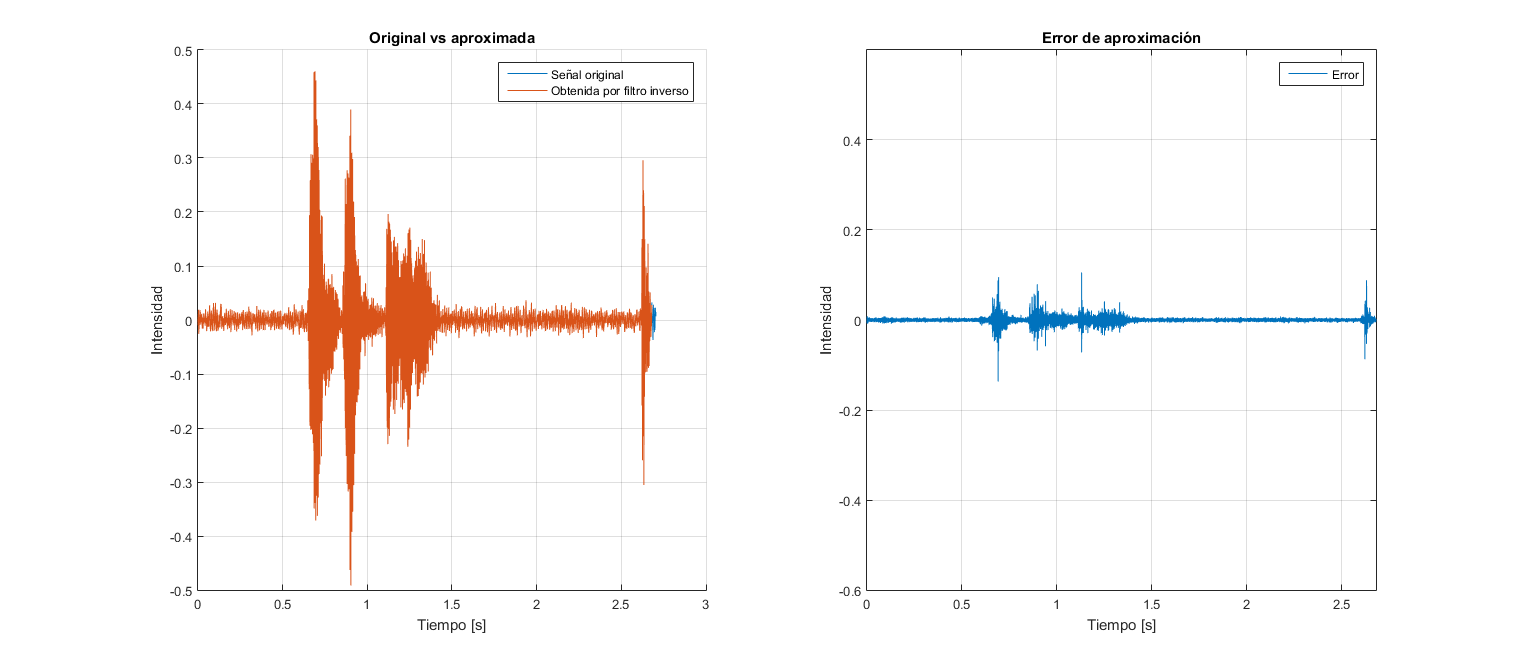 Original vs aproximada
0.5
0.4
0.3
0.2
0.1
0
-0.1
-0.2
-0.3
-0.4
-0.5
Intensidad
0 0.5 1 1.5 2 2.5 3
Tiempo [s]
Señal original
Obtenida por filtro inverso
Error de aproximación
0.4
0.2
0
-0.2
-0.4
-0.6
Intensidad
0 0.5 1 1.5 2 2.5
Tiempo [s]
Error